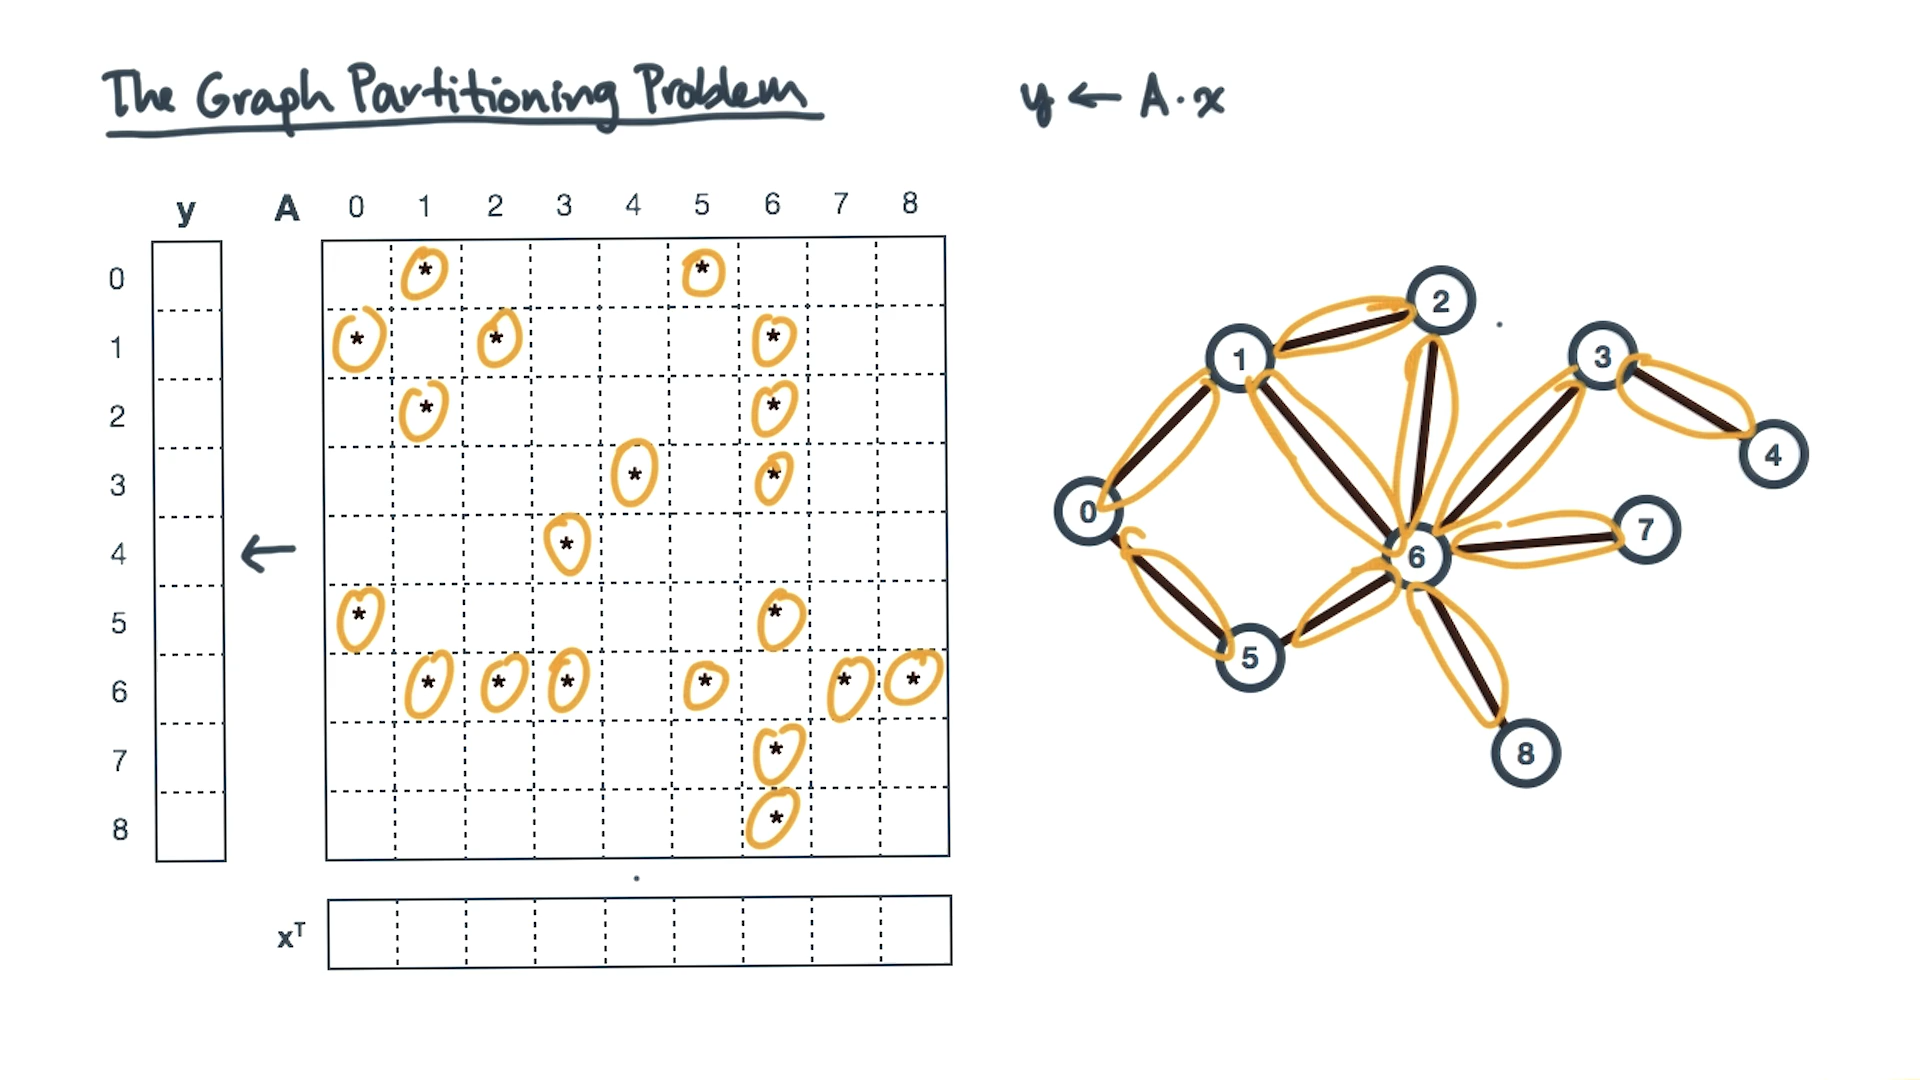 The Graph Partitioning Problem
y ← A·x
y A 0 1 2 3 4 5 6 7 8
0 * *
1 * * *
2 * *
3 * *
4 ← *
5 * *
6 * * * * * *
7 *
8 *
xᵀ
2
1
3
4
0
7
6
5
8